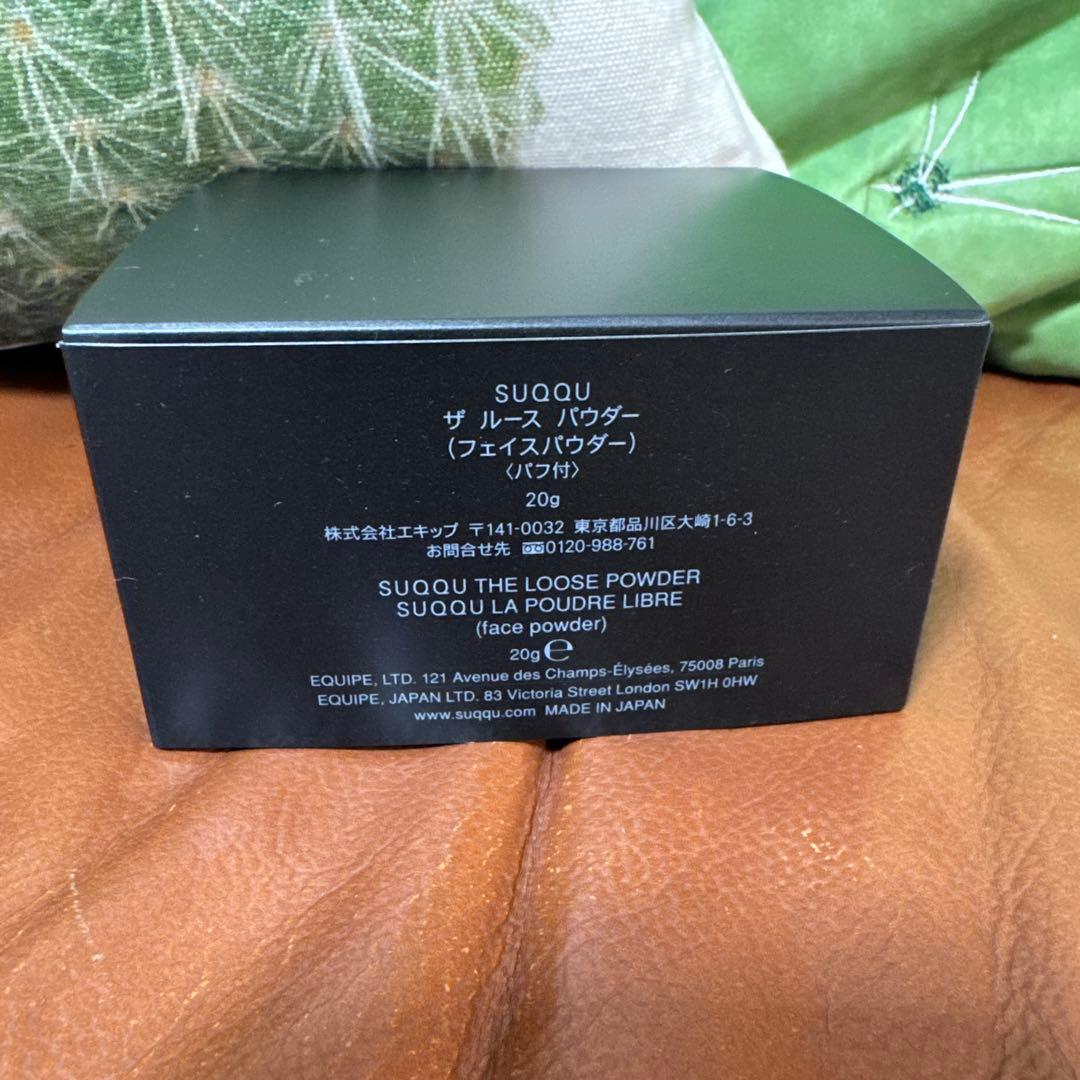 SUQQU
ザ ルース パウダー
(フェイスパウダー)
〈パフ付〉
20g
株式会社エキップ 〒141-0032 東京都品川区大崎1-6-3
お問合せ先 0120-988-761
SUQQU THE LOOSE POWDER
SUQQU LA POUDRE LIBRE
(face powder)
20g℮
EQUIPE, LTD. 121 Avenue des Champs-Élysées, 75008 Paris
EQUIPE, JAPAN LTD. 83 Victoria Street London SW1H 0HW
www.suqqu.com MADE IN JAPAN